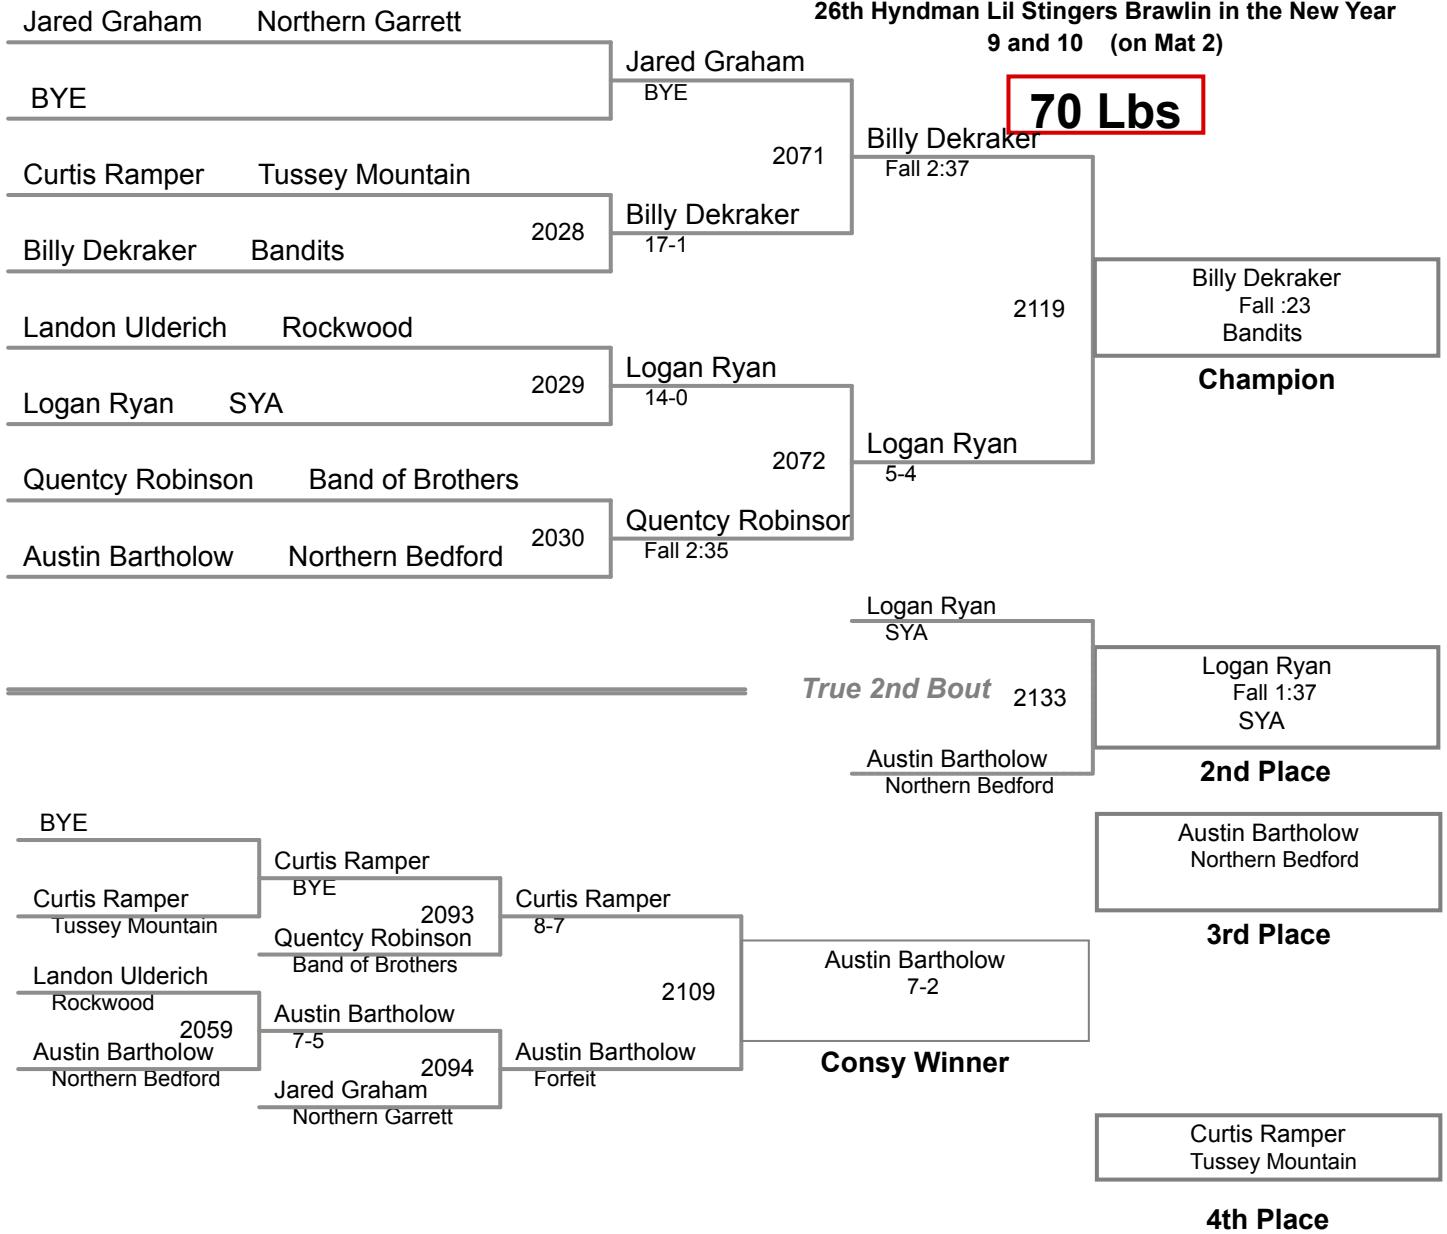 26th Hyndman Lil Stingers Brawlin in the New Year
9 and 10 (on Mat 2)
70 Lbs
Jared Graham Northern Garrett
BYE
Curtis Ramper Tussey Mountain
Billy Dekraker Bandits
Landon Ulderich Rockwood
Logan Ryan SYA
Quentcy Robinson Band of Brothers
Austin Bartholow Northern Bedford
2028
2029
2030
Jared Graham
BYE
Billy Dekraker
17-1
Logan Ryan
14-0
Quentcy Robinson
Fall 2:35
2071
2072
Billy Dekraker
Fall 2:37
Logan Ryan
5-4
2119
Billy Dekraker
Fall :23
Bandits
Champion
Logan Ryan
SYA
True 2nd Bout 2133
Austin Bartholow
Northern Bedford
Logan Ryan
Fall 1:37
SYA
2nd Place
BYE
Curtis Ramper
Tussey Mountain
Landon Ulderich
Rockwood
2059
Austin Bartholow
Northern Bedford
Curtis Ramper
BYE
2093
Quentcy Robinson
Band of Brothers
Austin Bartholow
7-5
2094
Jared Graham
Northern Garrett
Curtis Ramper
8-7
2109
Austin Bartholow
Forfeit
Austin Bartholow
7-2
Consy Winner
Austin Bartholow
Northern Bedford
3rd Place
Curtis Ramper
Tussey Mountain
4th Place